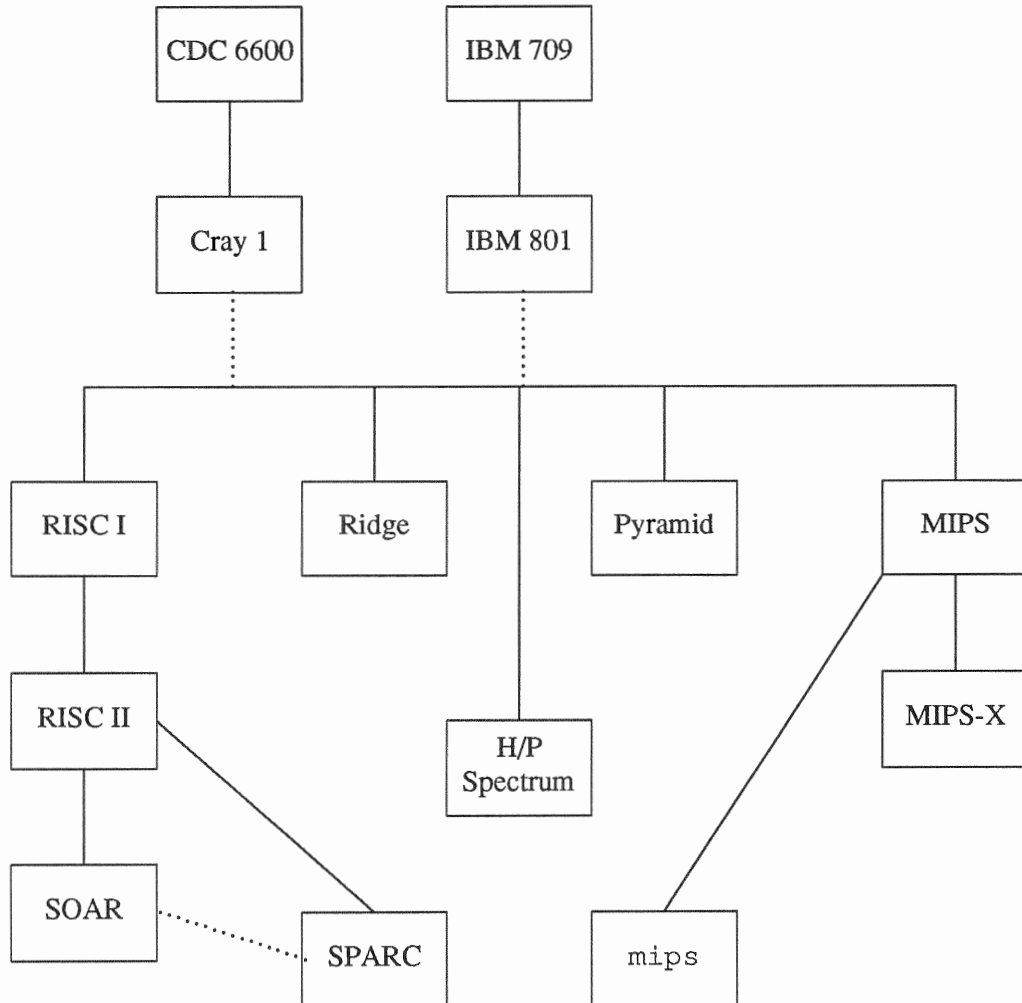 CDC 6600
IBM 709
Cray 1
IBM 801
RISC I
Ridge
Pyramid
MIPS
RISC II
MIPS-X
H/P
Spectrum
SOAR
SPARC
mips